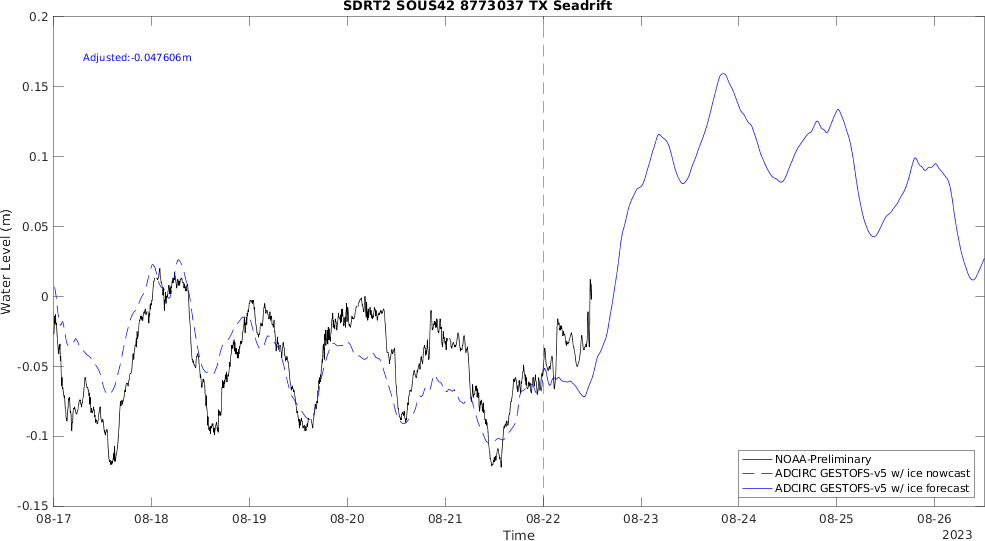 SDRT2 SOUS42 8773037 TX Seadrift
Adjusted:-0.047606m
Water Level (m)
0.2
0.15
0.1
0.05
0
-0.05
-0.1
-0.15
NOAA-Preliminary
ADCIRC GESTOFS-v5 w/ ice nowcast
ADCIRC GESTOFS-v5 w/ ice forecast
08-17 08-18 08-19 08-20 08-21 08-22 08-23 08-24 08-25 08-26
Time
2023